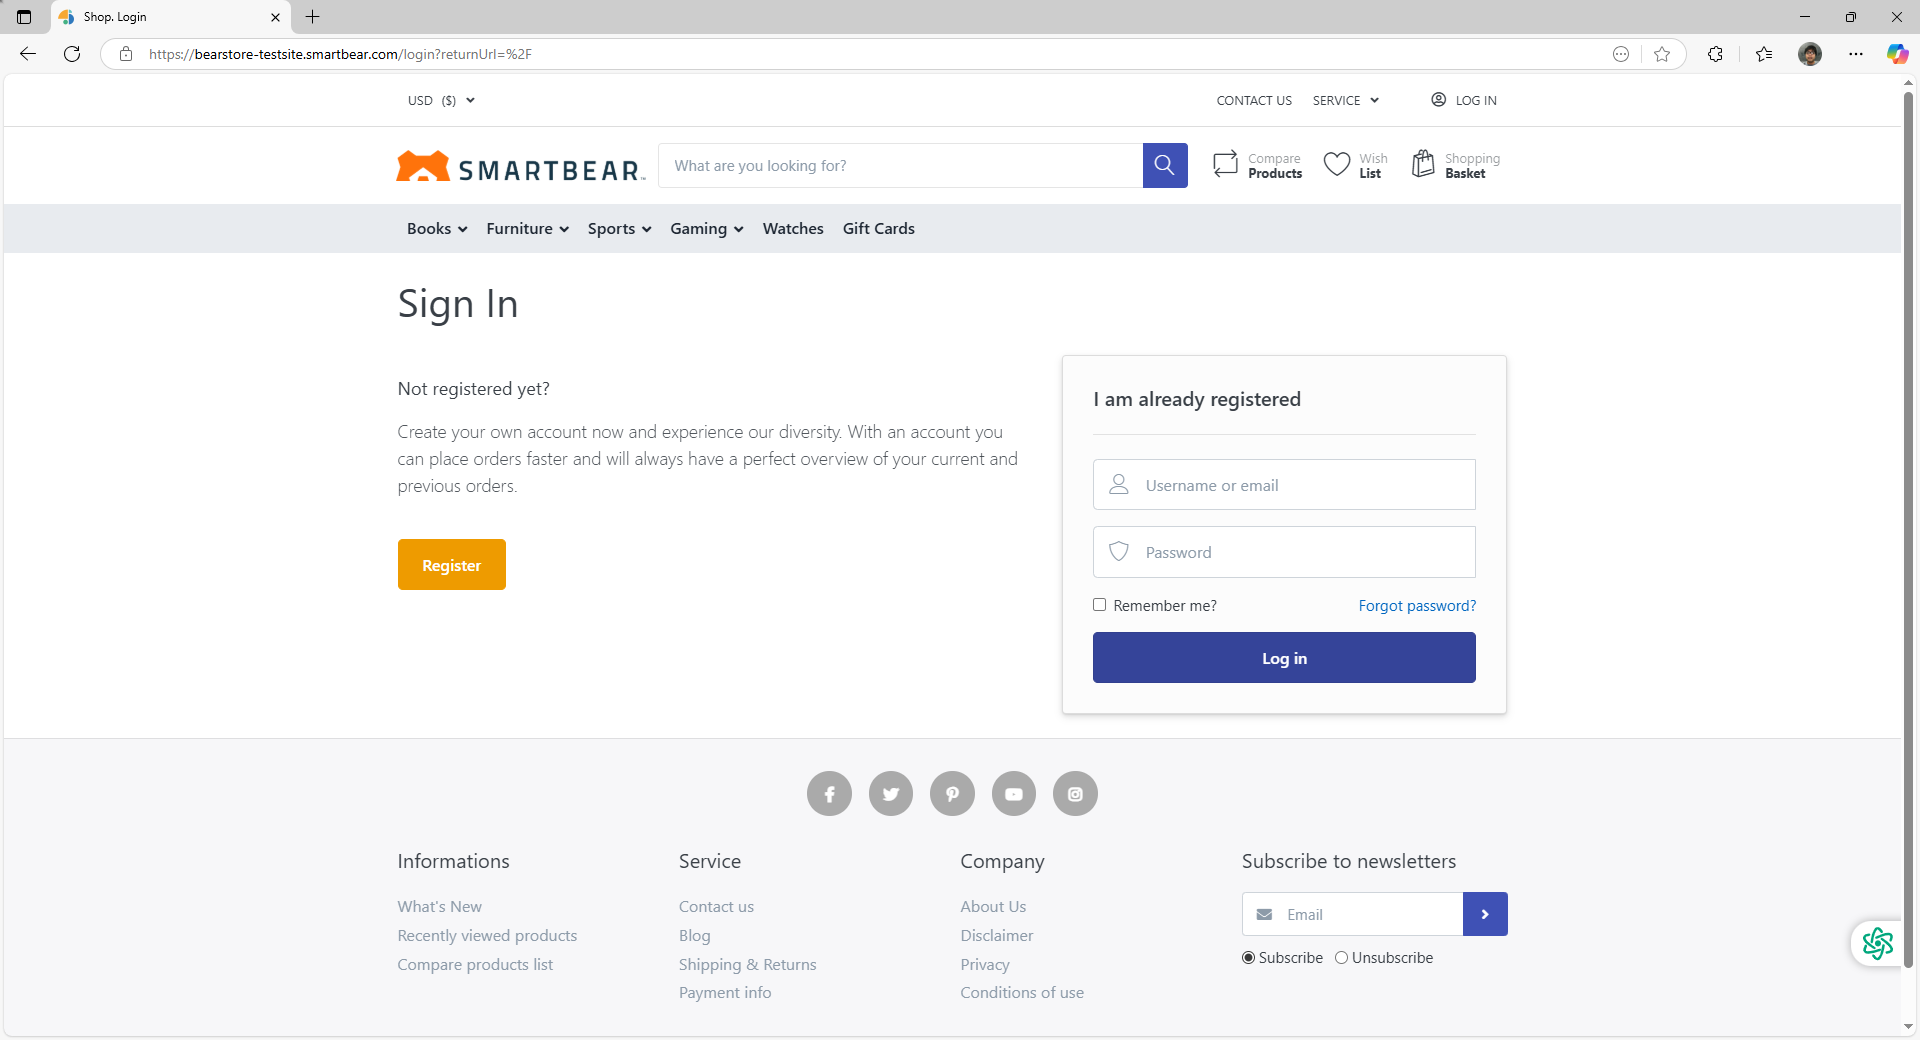 Shop. Login
https://bearstore-testsite.smartbear.com/login?returnUrl=%2F
USD ($)
CONTACT US
SERVICE
LOG IN
SMARTBEAR
What are you looking for?
Compare
Products
Wish
List
Shopping
Basket
Books
Furniture
Sports
Gaming
Watches
Gift Cards
Sign In
Not registered yet?
Create your own account now and experience our diversity. With an account you
can place orders faster and will always have a perfect overview of your current and
previous orders.
Register
I am already registered
Username or email
Password
Remember me?
Forgot password?
Log in
Informations
What's New
Recently viewed products
Compare products list
Service
Contact us
Blog
Shipping & Returns
Payment info
Company
About Us
Disclaimer
Privacy
Conditions of use
Subscribe to newsletters
Email
Subscribe
Unsubscribe